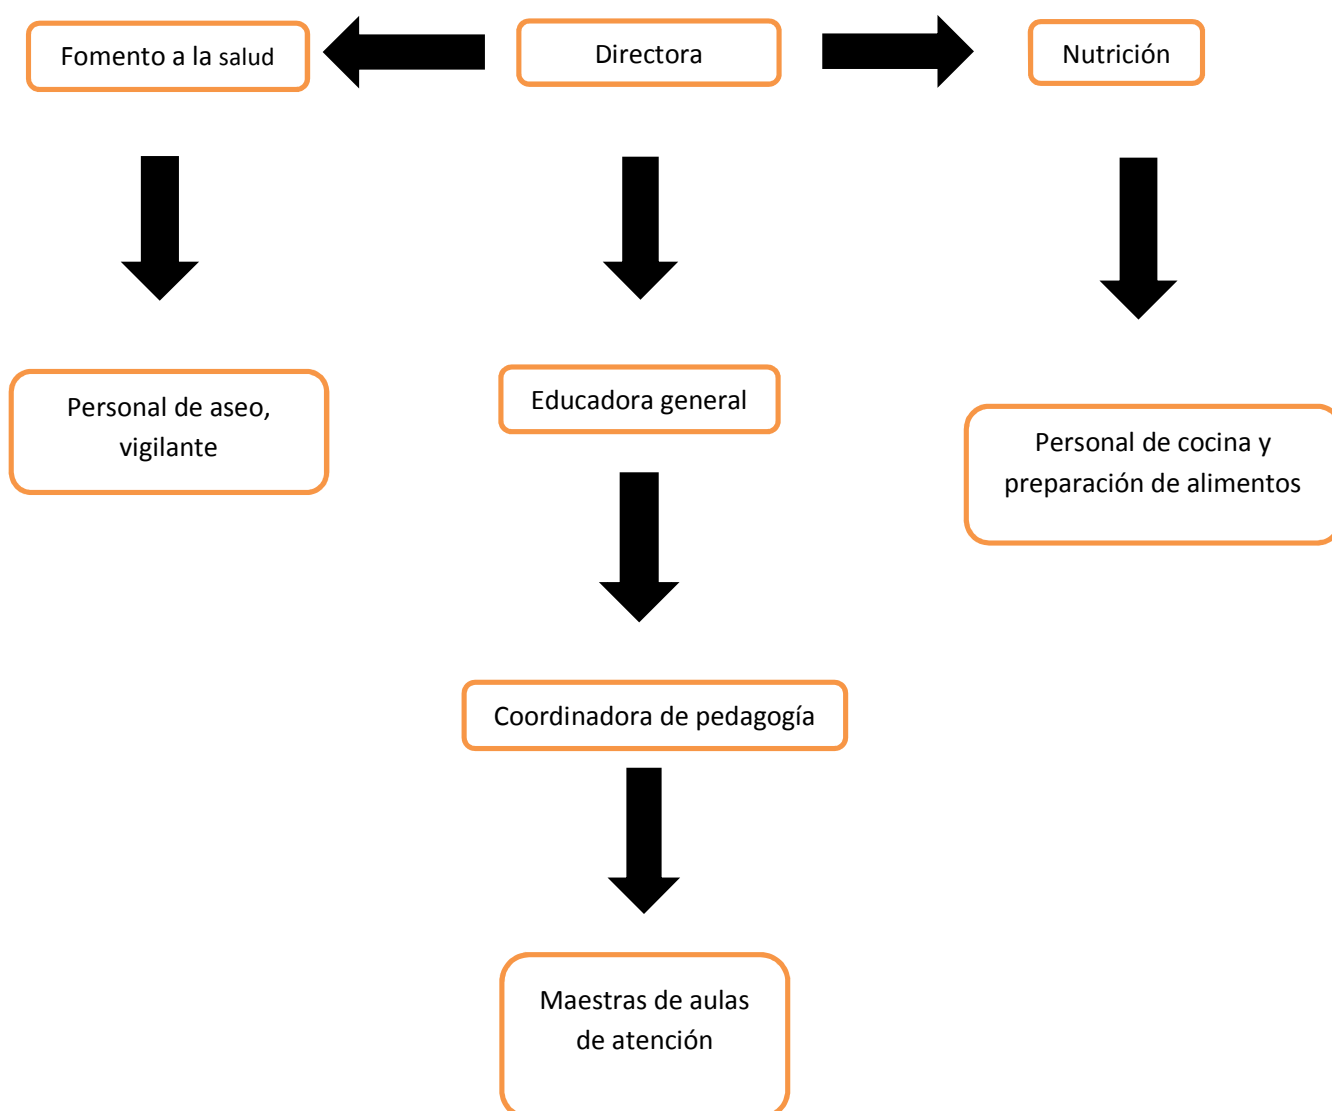 Fomento a la salud
Directora
Nutrición
Personal de aseo,
vigilante
Educadora general
Personal de cocina y
preparación de alimentos
Coordinadora de pedagogía
Maestras de aulas
de atención